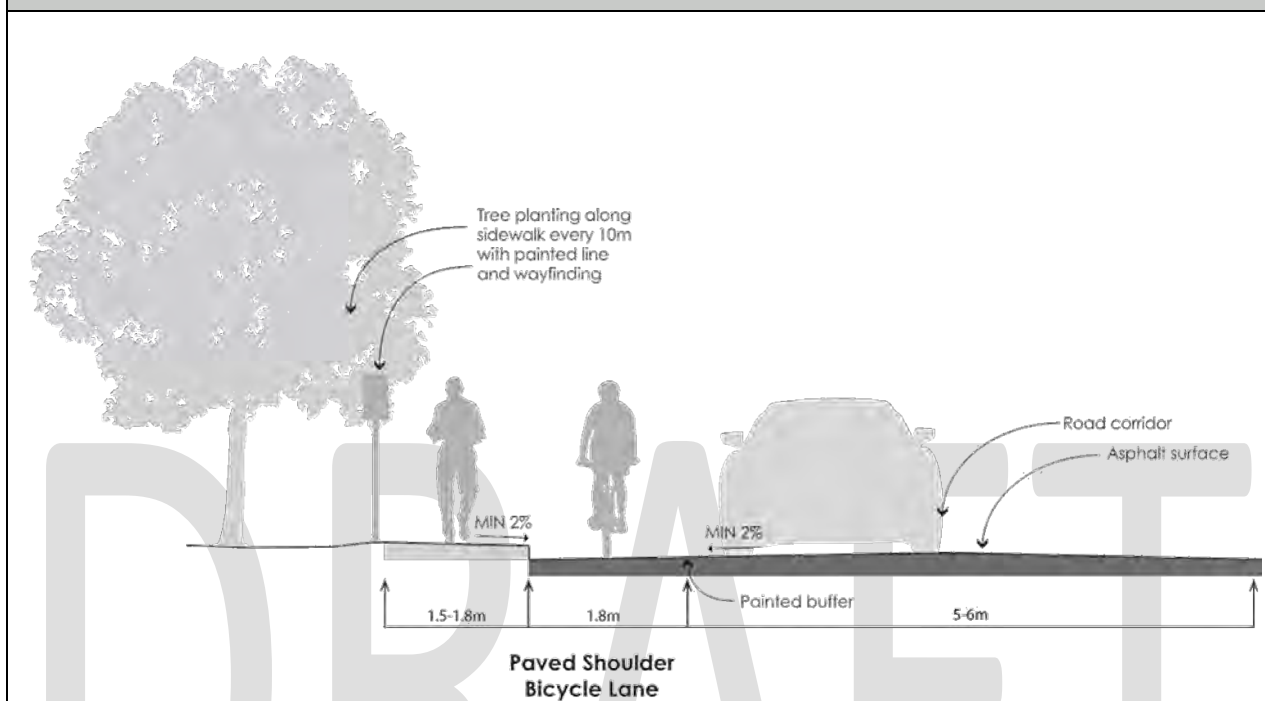 Tree planting along
sidewalk every 10m
with painted line
and wayfinding
Road corridor
Asphalt surface
MIN 2%
MIN 2%
Painted buffer
1.5-1.8m
1.8m
5-6m
Paved Shoulder
Bicycle Lane
DRAFT